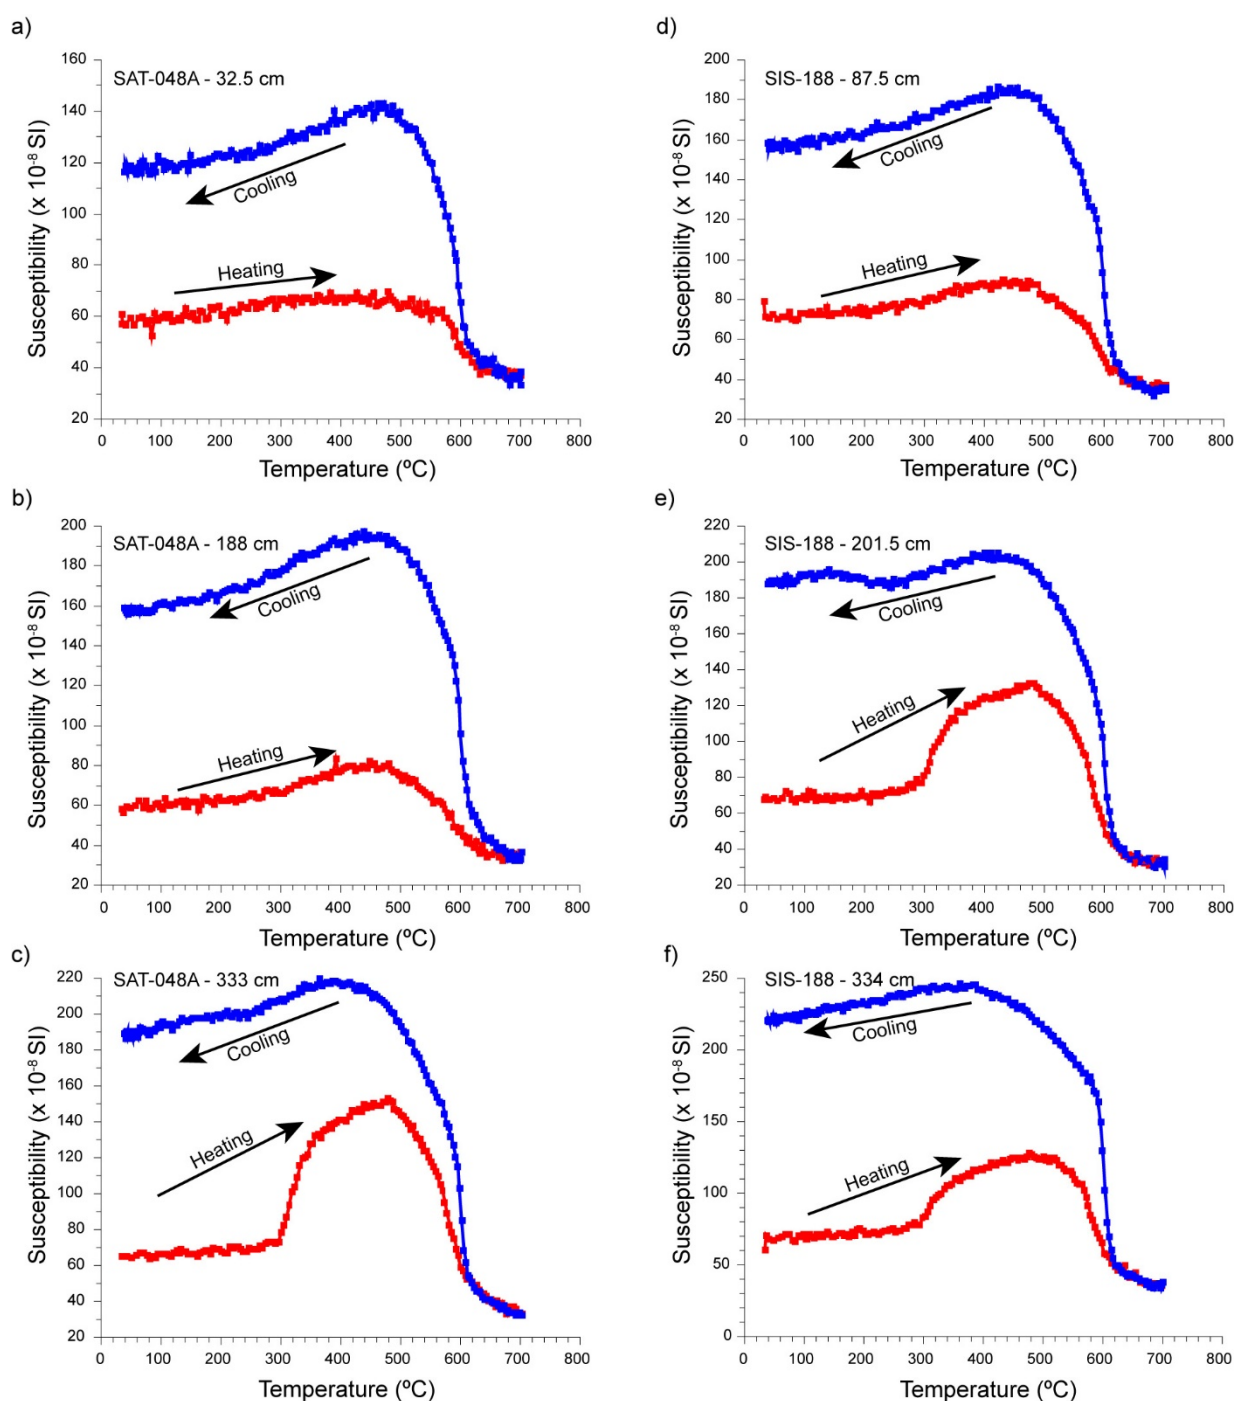 a)
SAT-048A - 32.5 cm
160
140
120
100
80
60
40
20
Susceptibility (x 10⁻⁸ SI)
Cooling
Heating
0 100 200 300 400 500 600 700 800
Temperature (ºC)
d)
SIS-188 - 87.5 cm
200
180
160
140
120
100
80
60
40
20
Susceptibility (x 10⁻⁸ SI)
Cooling
Heating
0 100 200 300 400 500 600 700 800
Temperature (ºC)
b)
SAT-048A - 188 cm
200
180
160
140
120
100
80
60
40
20
Susceptibility (x 10⁻⁸ SI)
Cooling
Heating
0 100 200 300 400 500 600 700 800
Temperature (ºC)
e)
SIS-188 - 201.5 cm
220
200
180
160
140
120
100
80
60
40
20
Susceptibility (x 10⁻⁸ SI)
Cooling
Heating
0 100 200 300 400 500 600 700 800
Temperature (ºC)
c)
SAT-048A - 333 cm
220
200
180
160
140
120
100
80
60
40
20
Susceptibility (x 10⁻⁸ SI)
Cooling
Heating
0 100 200 300 400 500 600 700 800
Temperature (ºC)
f)
SIS-188 - 334 cm
250
200
150
100
50
0
Susceptibility (x 10⁻⁸ SI)
Cooling
Heating
0 100 200 300 400 500 600 700 800
Temperature (ºC)